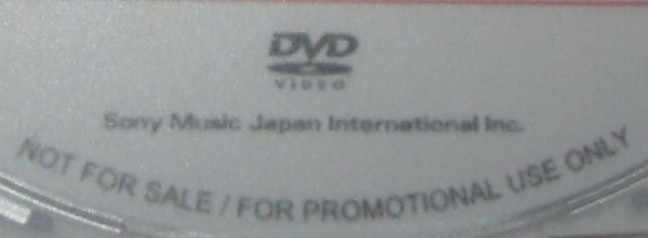 DVD
VIDEO
Sony Music Japan International Inc.
NOT FOR SALE / FOR PROMOTIONAL USE ONLY